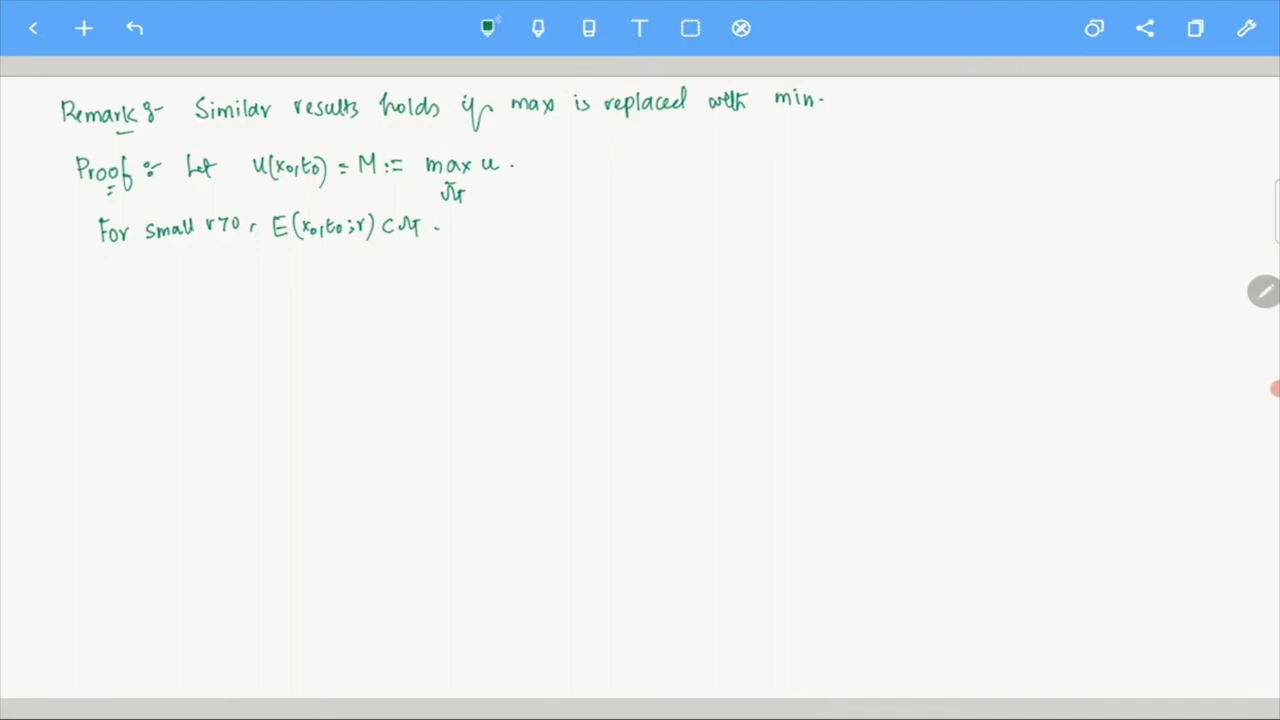 Remark :- Similar results holds if max is replaced with min.
Proof :- Let u(x₀,t₀) = M := max u.
Ω̄_T
For small r>0, E(x₀,t₀;r) ⊂ Ω_T.